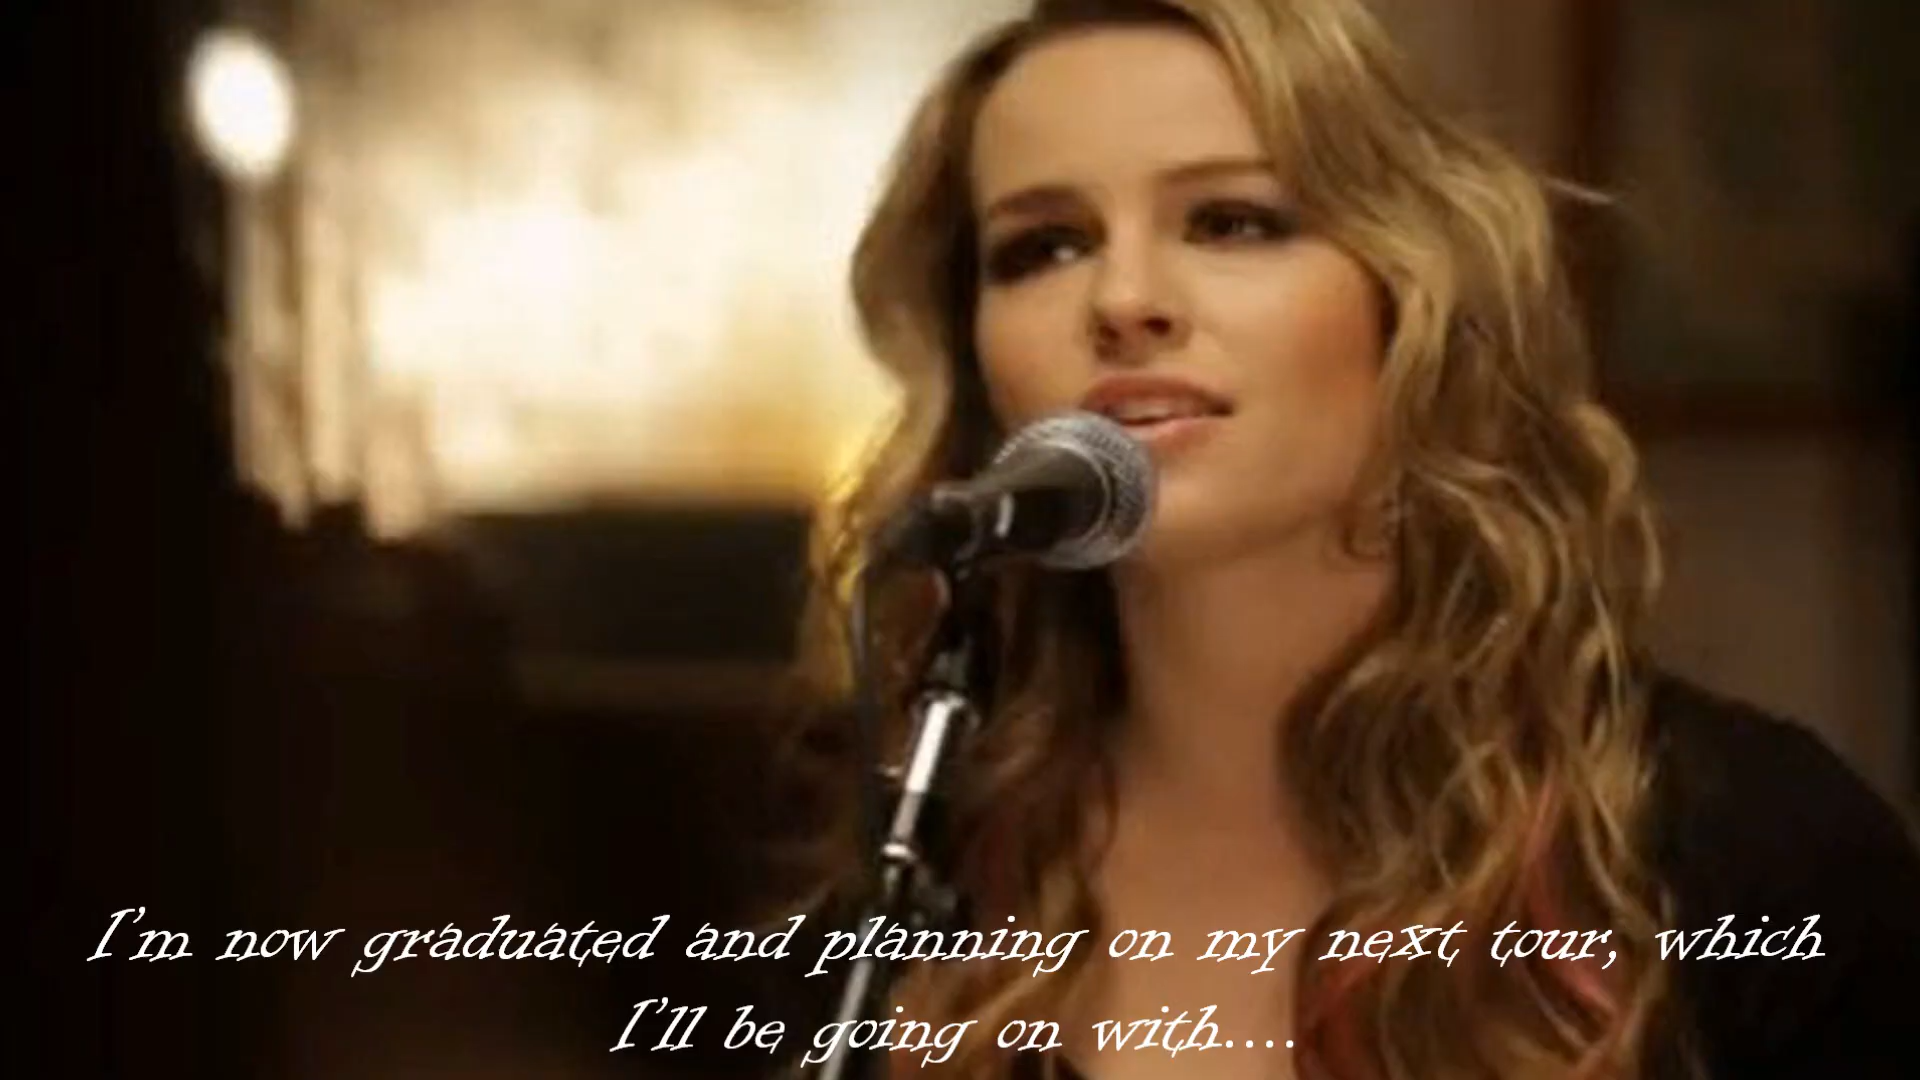 I'm now graduated and planning on my next tour, which
I'll be going on with....